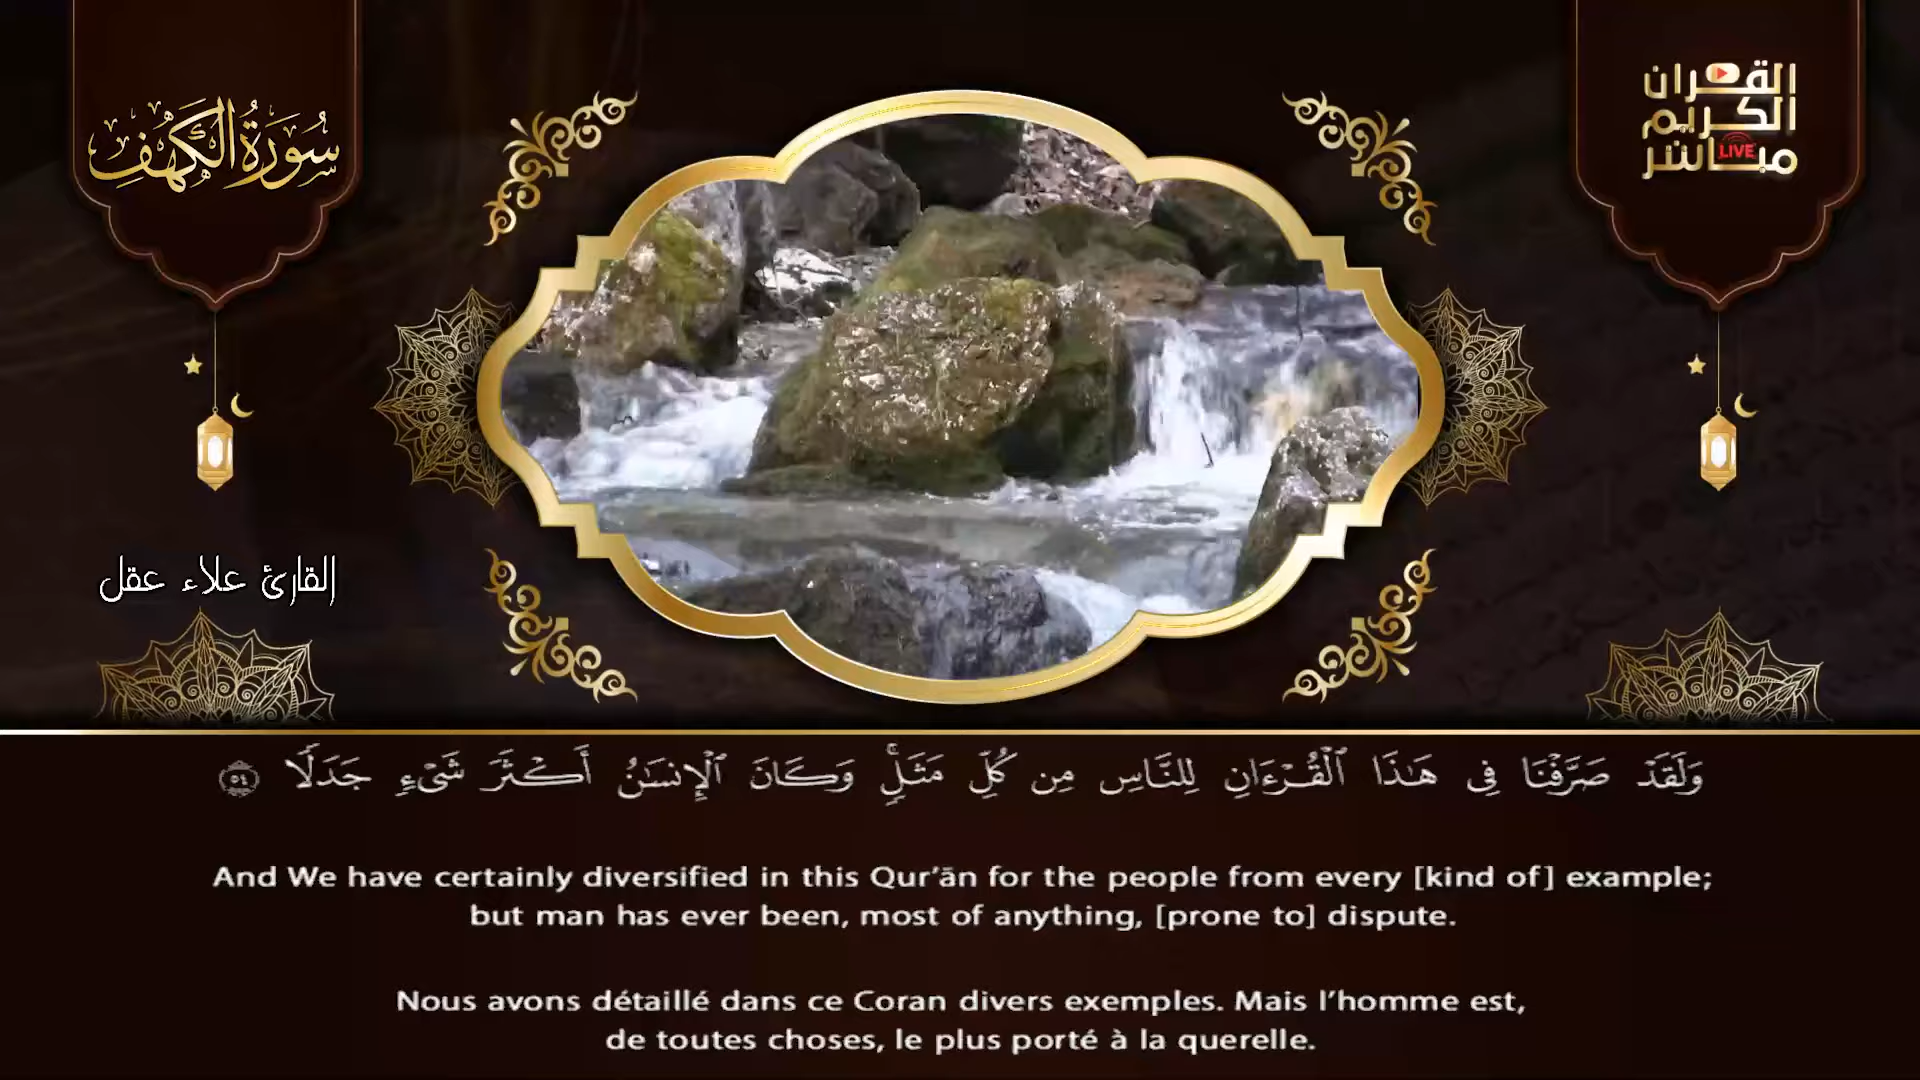 سُورَةُ الكَهْفِ
القرآن
الكريم
مباشر
LIVE
القارئ علاء عقل
وَلَقَدْ صَرَّفْنَا فِى هَٰذَا ٱلْقُرْءَانِ لِلنَّاسِ مِن كُلِّ مَثَلٍۢ وَكَانَ ٱلْإِنسَٰنُ أَكْثَرَ شَىْءٍۢ جَدَلًۭا ٥٤
And We have certainly diversified in this Qur’ān for the people from every [kind of] example;
but man has ever been, most of anything, [prone to] dispute.
Nous avons détaillé dans ce Coran divers exemples. Mais l’homme est,
de toutes choses, le plus porté à la querelle.